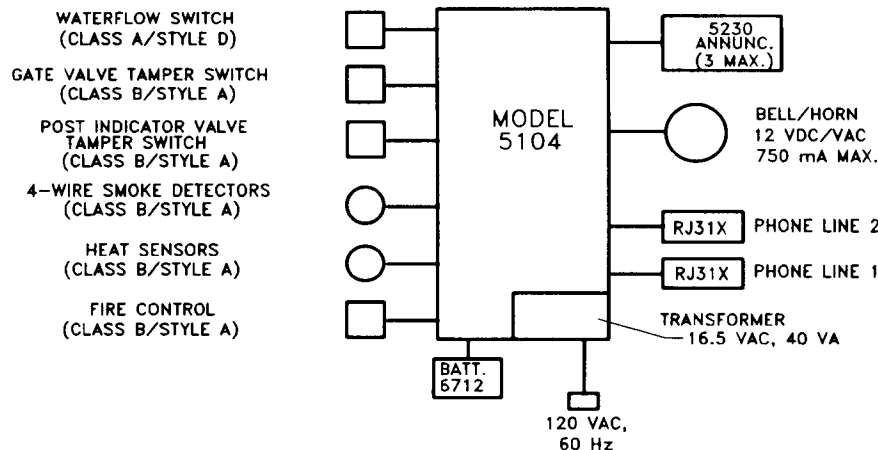 WATERFLOW SWITCH
(CLASS A/STYLE D)
GATE VALVE TAMPER SWITCH
(CLASS B/STYLE A)
POST INDICATOR VALVE
TAMPER SWITCH
(CLASS B/STYLE A)
4-WIRE SMOKE DETECTORS
(CLASS B/STYLE A)
HEAT SENSORS
(CLASS B/STYLE A)
FIRE CONTROL
(CLASS B/STYLE A)
MODEL
5104
BATT.
6712
120 VAC,
60 Hz
5230
ANNUNC.
(3 MAX.)
BELL/HORN
12 VDC/VAC
750 mA MAX.
RJ31X PHONE LINE 2
RJ31X PHONE LINE 1
TRANSFORMER
16.5 VAC, 40 VA